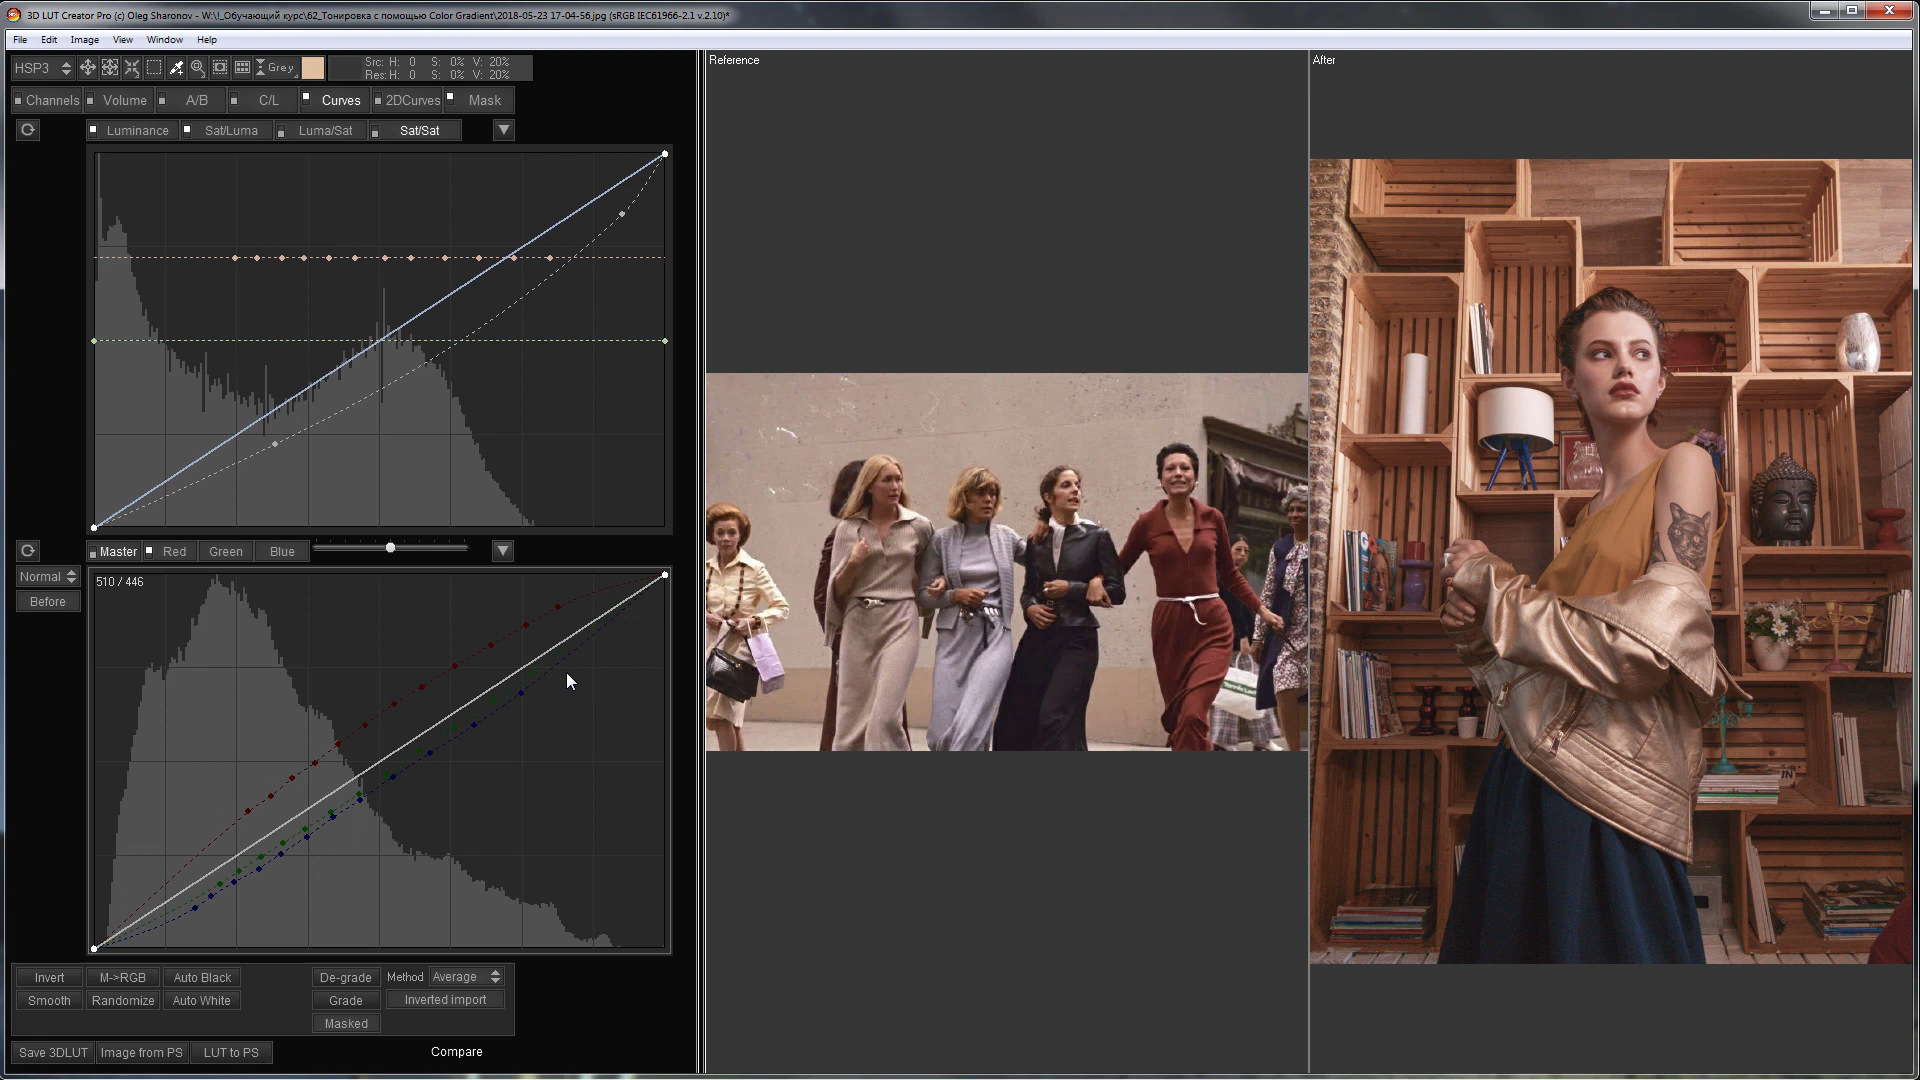 3D LUT Creator Pro (c) Oleg Sharonov - W:\!_Обучающий курс\62_Тонировка с помощью Color Gradient\2018-05-23 17-04-56.jpg (sRGB IEC61966-2.1 v.2.10)*
File Edit Image View Window Help
HSP3 Grey Src: H: 0 S: 0% V: 20%
Res: H: 0 S: 0% V: 20%
Reference
After
Channels Volume A/B C/L Curves 2DCurves Mask
Luminance Sat/Luma Luma/Sat Sat/Sat
Master Red Green Blue
Normal
Before
510 / 446
Invert M->RGB Auto Black De-grade Method Average
Smooth Randomize Auto White Grade Inverted import
Masked
Save 3DLUT Image from PS LUT to PS Compare